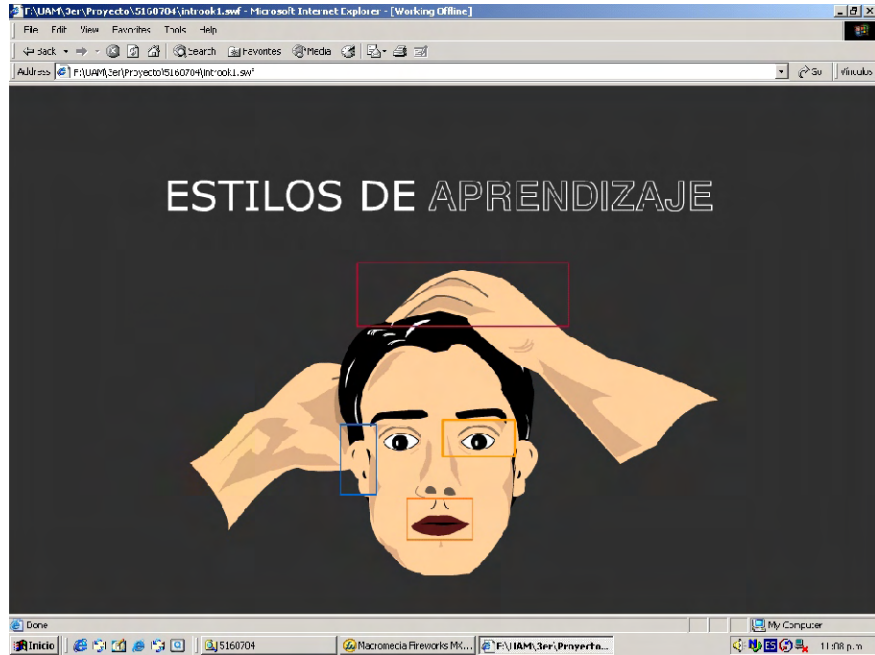 F:\UAM\3er\Proyecto\5160704\introok1.swf - Microsoft Internet Explorer - [Working Offline]
File Edit View Favorites Tools Help
Back Search Favorites Media
Address F:\UAM\3er\Proyecto\5160704\introok1.swf Go Vínculos
ESTILOS DE APRENDIZAJE
Done My Computer
Inicio 5160704 Macromedia Fireworks MX... F:\UAM\3er\Proyecto... ES 11:08 p.m.